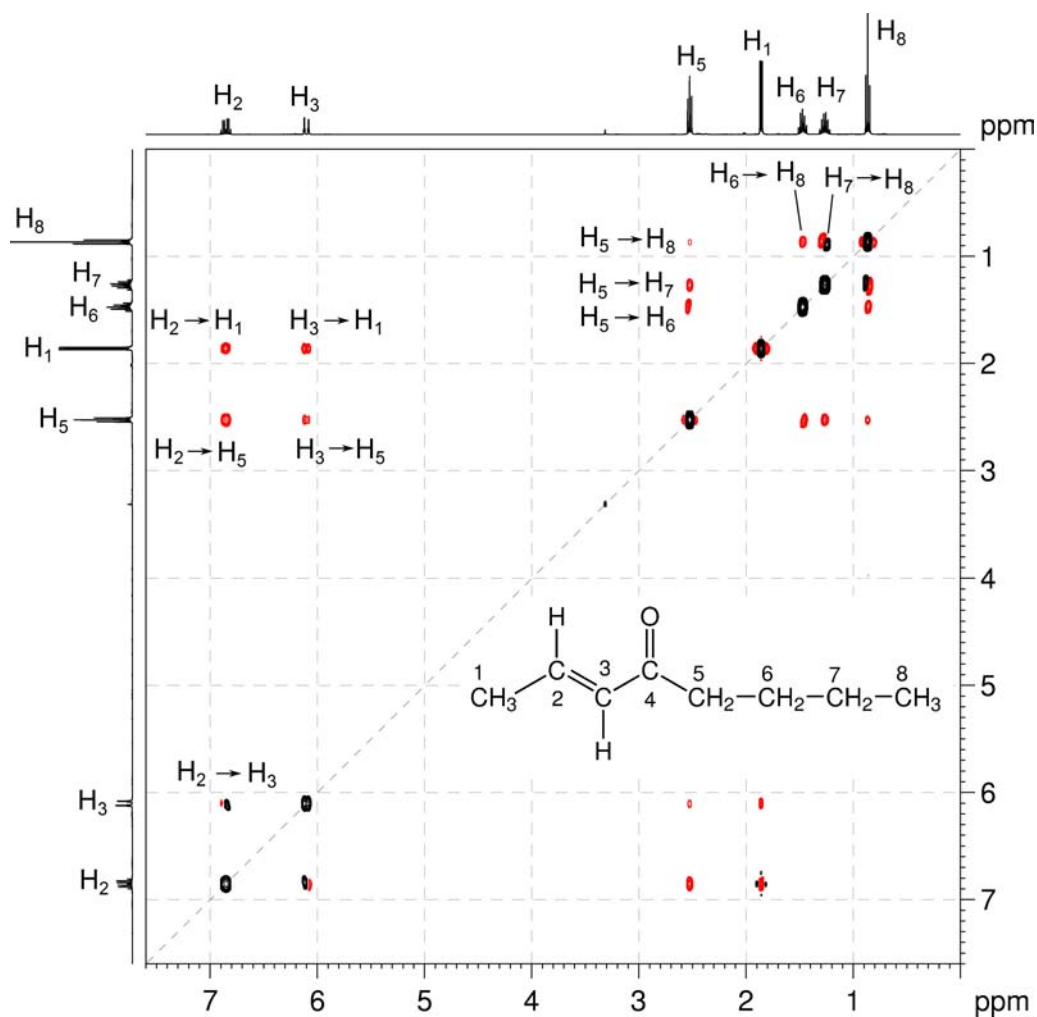 H₈
H₁
H₅
H₂ H₃ H₆ H₇
ppm
H₆ → H₈ H₇ → H₈
H₈ H₅ → H₈
1
H₇ H₅ → H₇
H₆ H₅ → H₆
H₂ → H₁ H₃ → H₁
H₁
2
H₅
H₂ → H₅ H₃ → H₅
3
4
H O
1 3 5 6 7 8
5
CH₃ 2 C 4 CH₂ CH₂ CH₂ CH₃
C C
H
H₂ → H₃
H₃ 6
H₂ 7
7 6 5 4 3 2 1 ppm